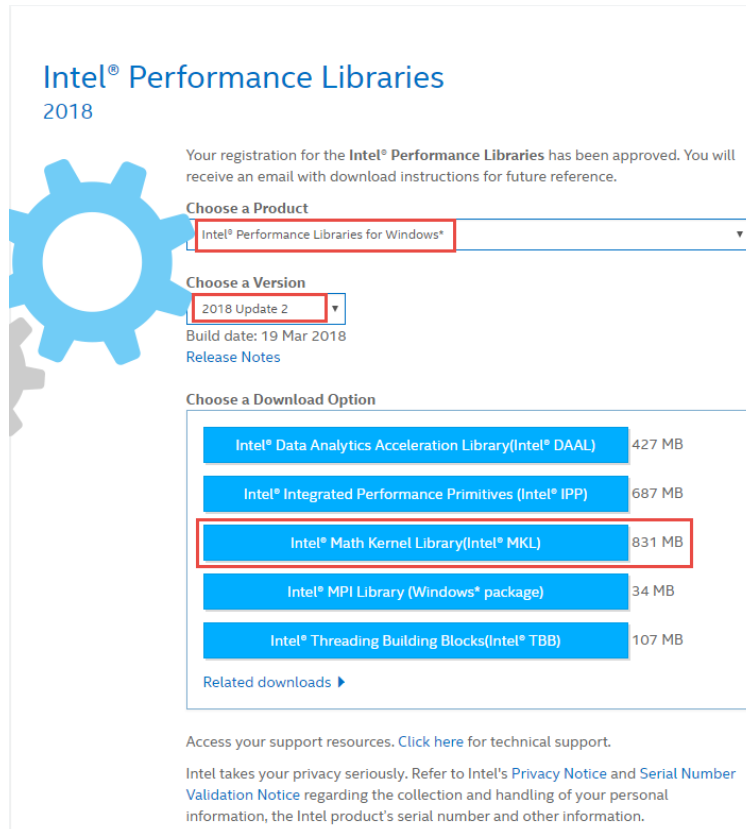 Intel® Performance Libraries
2018
Your registration for the Intel® Performance Libraries has been approved. You will
receive an email with download instructions for future reference.
Choose a Product
Intel® Performance Libraries for Windows*
Choose a Version
2018 Update 2
Build date: 19 Mar 2018
Release Notes
Choose a Download Option
Intel® Data Analytics Acceleration Library(Intel® DAAL) 427 MB
Intel® Integrated Performance Primitives (Intel® IPP) 687 MB
Intel® Math Kernel Library(Intel® MKL) 831 MB
Intel® MPI Library (Windows* package) 34 MB
Intel® Threading Building Blocks(Intel® TBB) 107 MB
Related downloads
Access your support resources. Click here for technical support.
Intel takes your privacy seriously. Refer to Intel's Privacy Notice and Serial Number
Validation Notice regarding the collection and handling of your personal
information, the Intel product's serial number and other information.